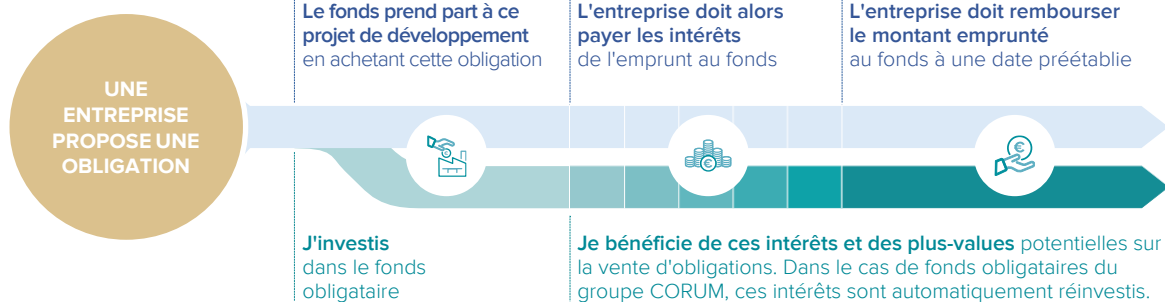 UNE
ENTREPRISE
PROPOSE UNE
OBLIGATION
Le fonds prend part à ce
projet de développement
en achetant cette obligation
L'entreprise doit alors
payer les intérêts
de l'emprunt au fonds
L'entreprise doit rembourser
le montant emprunté
au fonds à une date préétablie
€
€
€
J'investis
dans le fonds
obligataire
Je bénéficie de ces intérêts et des plus-values potentielles sur
la vente d'obligations. Dans le cas de fonds obligataires du
groupe CORUM, ces intérêts sont automatiquement réinvestis.